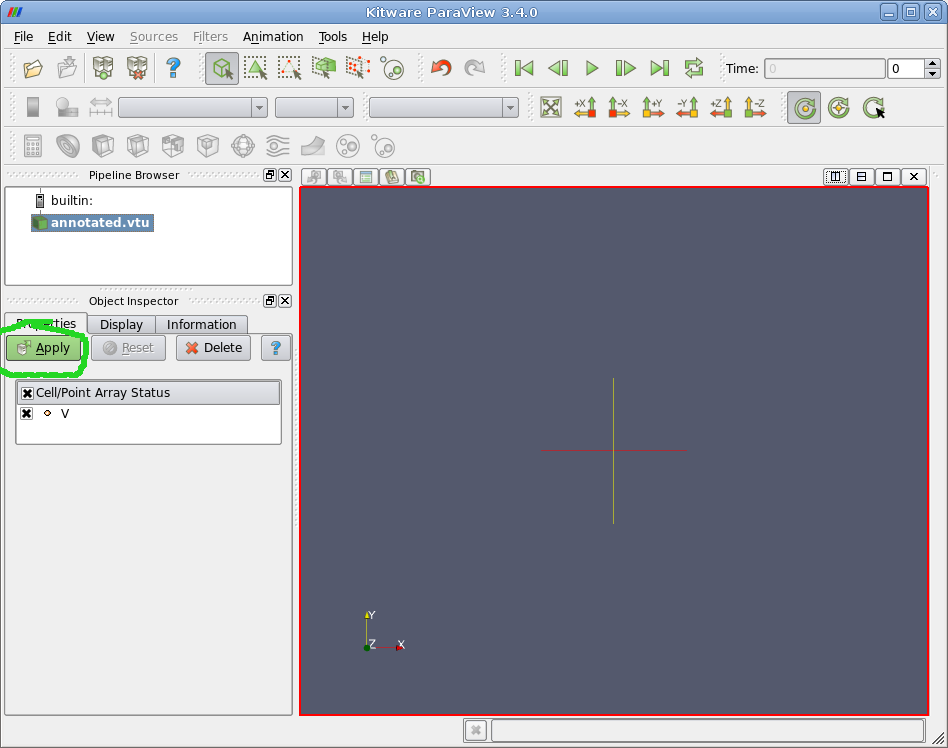 Kitware ParaView 3.4.0
File Edit View Sources Filters Animation Tools Help
? Time: 0 0
+X -X +Y -Y +Z -Z
Pipeline Browser
builtin:
annotated.vtu
Object Inspector
Properties Display Information
Apply Reset Delete ?
Cell/Point Array Status
V
Y
Z X